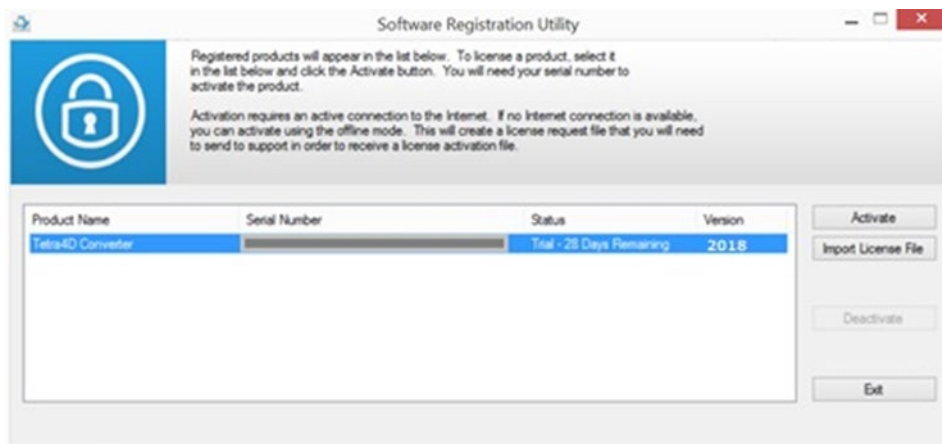 Software Registration Utility
Registered products will appear in the list below. To license a product, select it
in the list below and click the Activate button. You will need your serial number to
activate the product.
Activation requires an active connection to the Internet. If no Internet connection is available,
you can activate using the offline mode. This will create a license request file that you will need
to send to support in order to receive a license activation file.
Product Name Serial Number Status Version
Tetra4D Converter Trial - 28 Days Remaining 2018
Activate
Import License File
Deactivate
Exit